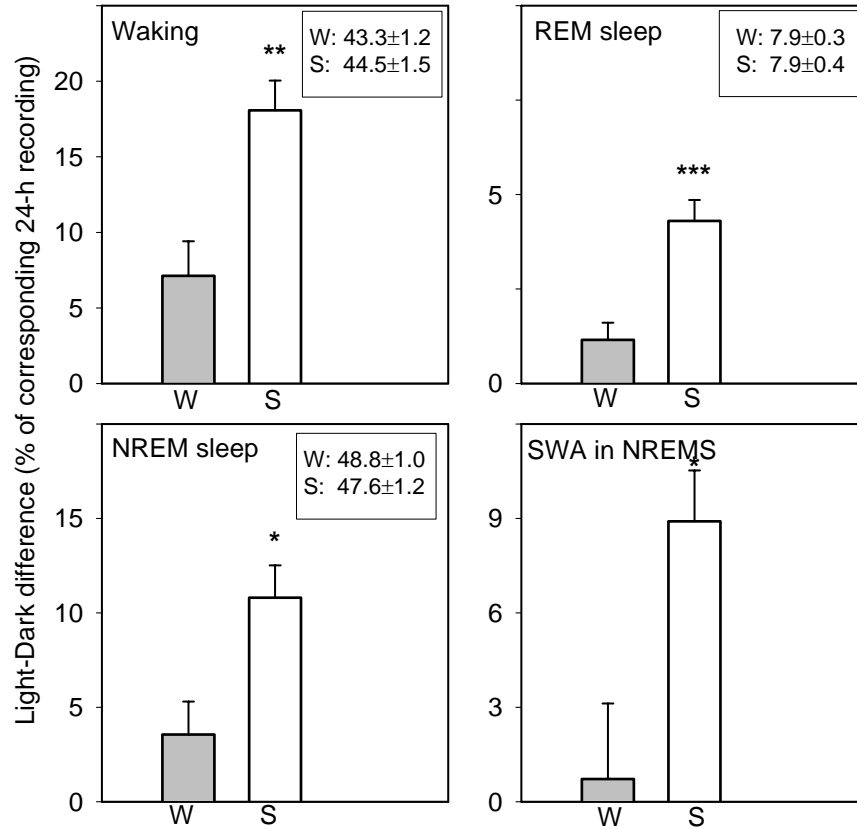 Light-Dark difference (% of corresponding 24-h recording)
Waking
W: 43.3±1.2
S: 44.5±1.5
**
20
15
10
5
0
W S
REM sleep
W: 7.9±0.3
S: 7.9±0.4
***
5
0
W S
NREM sleep
W: 48.8±1.0
S: 47.6±1.2
*
15
10
5
0
W S
SWA in NREMS
*
9
6
3
0
W S